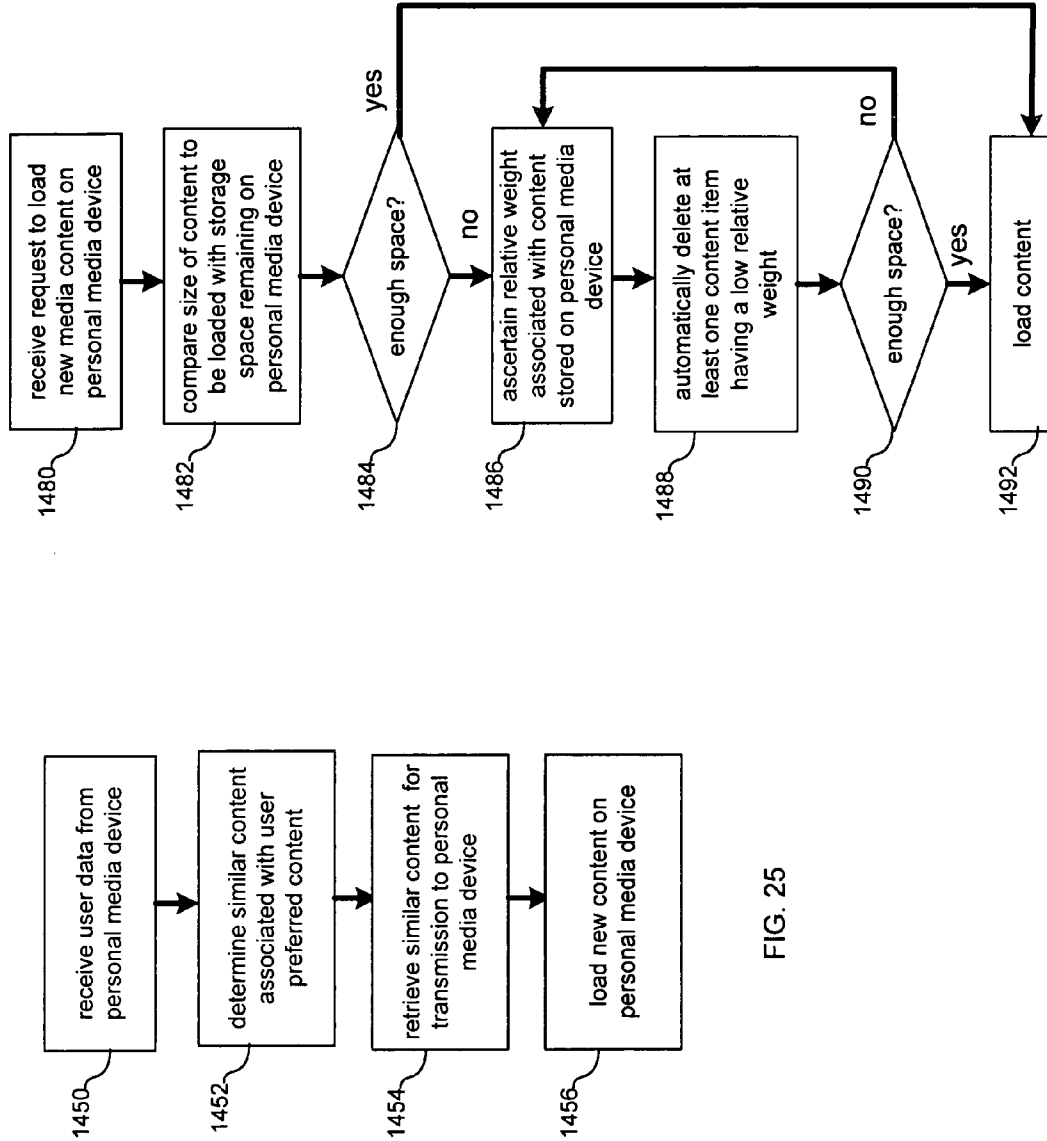 1450
receive user data from
personal media device
1452
determine similar content
associated with user
preferred content
1454
retrieve similar content for
transmission to personal
media device
1456
load new content on
personal media device
FIG. 25
1480
receive request to load
new media content on
personal media device
1482
compare size of content to
be loaded with storage
space remaining on
personal media device
1484
enough space?
yes
no
1486
ascertain relative weight
associated with content
stored on personal media
device
1488
automatically delete at
least one content item
having a low relative
weight
1490
enough space?
no
yes
1492
load content